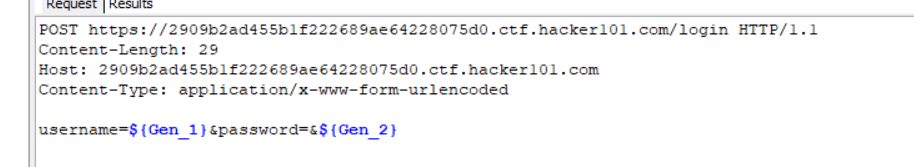 Request Results
POST https://2909b2ad455b1f222689ae64228075d0.ctf.hacker101.com/login HTTP/1.1
Content-Length: 29
Host: 2909b2ad455b1f222689ae64228075d0.ctf.hacker101.com
Content-Type: application/x-www-form-urlencoded
username=${Gen_1}&password=&${Gen_2}